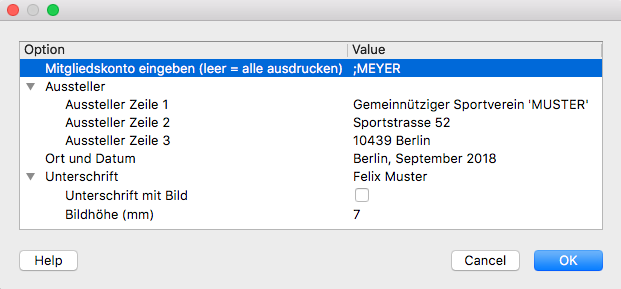 Option Value
Mitgliedskonto eingeben (leer = alle ausdrucken) ;MEYER
Aussteller
Aussteller Zeile 1 Gemeinnütziger Sportverein 'MUSTER'
Aussteller Zeile 2 Sportstrasse 52
Aussteller Zeile 3 10439 Berlin
Ort und Datum Berlin, September 2018
Unterschrift Felix Muster
Unterschrift mit Bild
Bildhöhe (mm) 7
Help Cancel OK